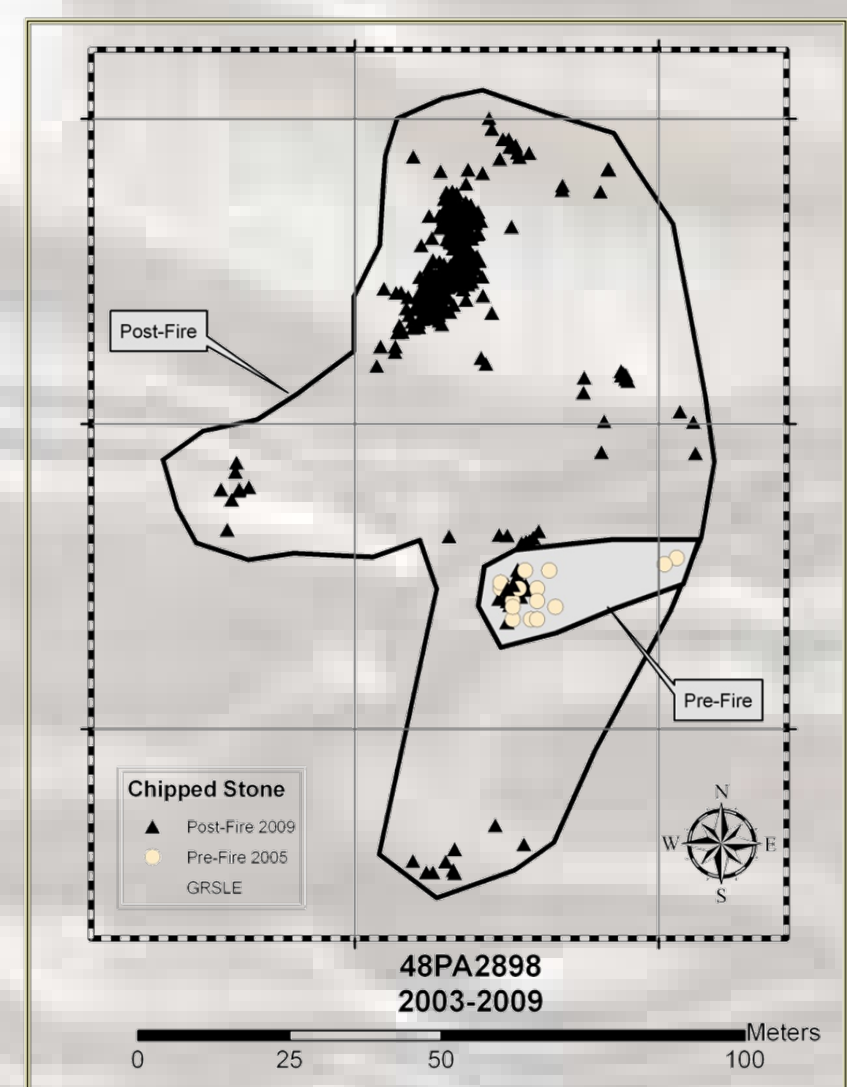 Post-Fire
Pre-Fire
Chipped Stone
Post-Fire 2009
Pre-Fire 2005
GRSLE
N
W
E
S
48PA2898
2003-2009
Meters
0 25 50 100